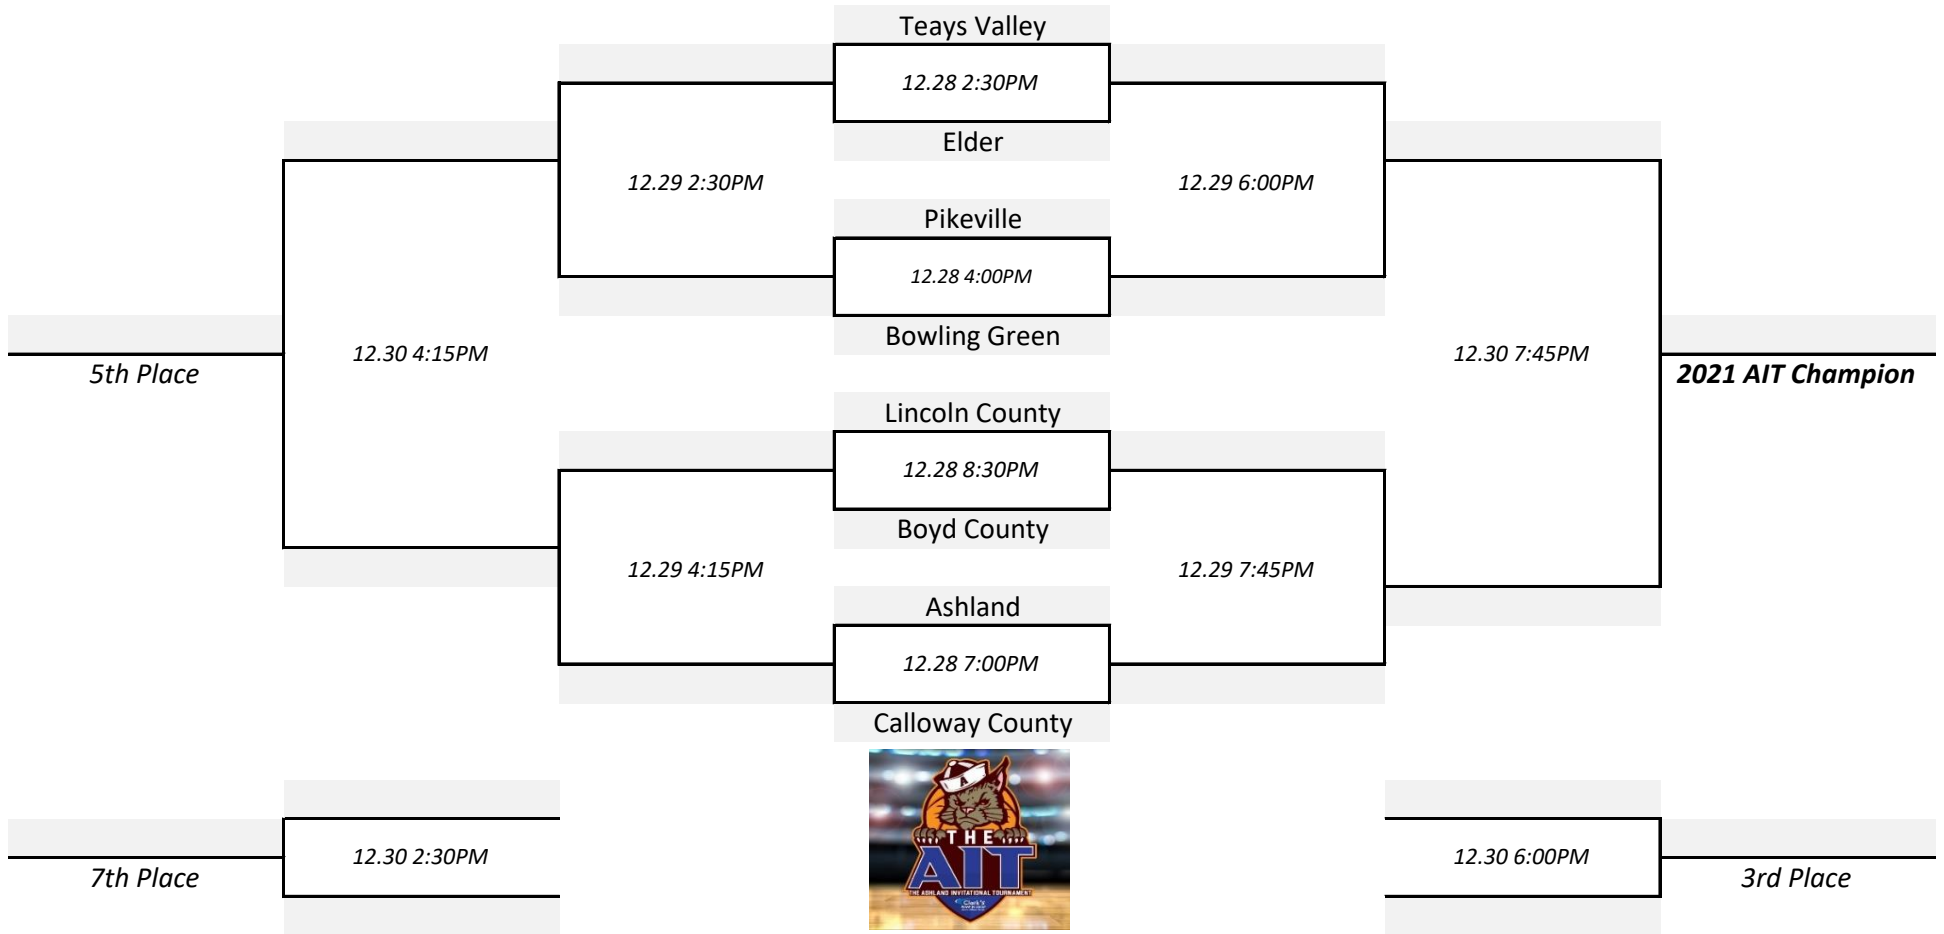 Teays Valley
12.28 2:30PM
Elder
12.29 2:30PM
12.29 6:00PM
Pikeville
12.28 4:00PM
Bowling Green
12.30 4:15PM
12.30 7:45PM
5th Place
2021 AIT Champion
Lincoln County
12.28 8:30PM
Boyd County
12.29 4:15PM
12.29 7:45PM
Ashland
12.28 7:00PM
Calloway County
A
THE
AIT
THE ASHLAND INVITATIONAL TOURNAMENT
Clark's
12.30 2:30PM
12.30 6:00PM
7th Place
3rd Place